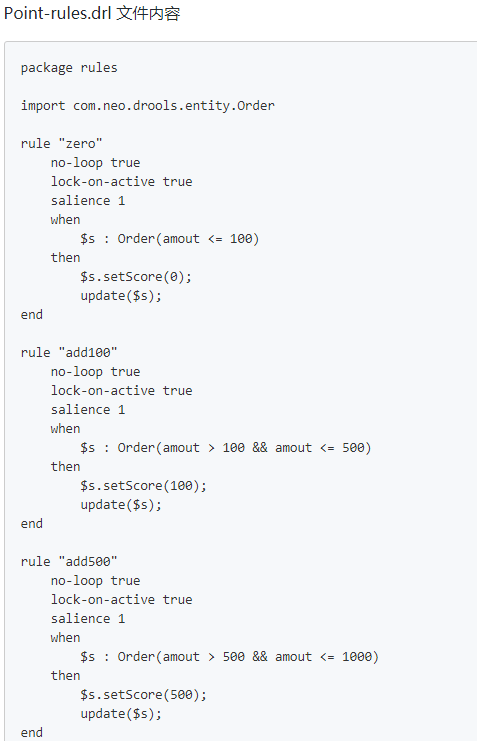 Point-rules.drl 文件内容
package rules
import com.neo.drools.entity.Order
rule "zero"
    no-loop true
    lock-on-active true
    salience 1
    when
        $s : Order(amout <= 100)
    then
        $s.setScore(0);
        update($s);
end
rule "add100"
    no-loop true
    lock-on-active true
    salience 1
    when
        $s : Order(amout > 100 && amout <= 500)
    then
        $s.setScore(100);
        update($s);
end
rule "add500"
    no-loop true
    lock-on-active true
    salience 1
    when
        $s : Order(amout > 500 && amout <= 1000)
    then
        $s.setScore(500);
        update($s);
end